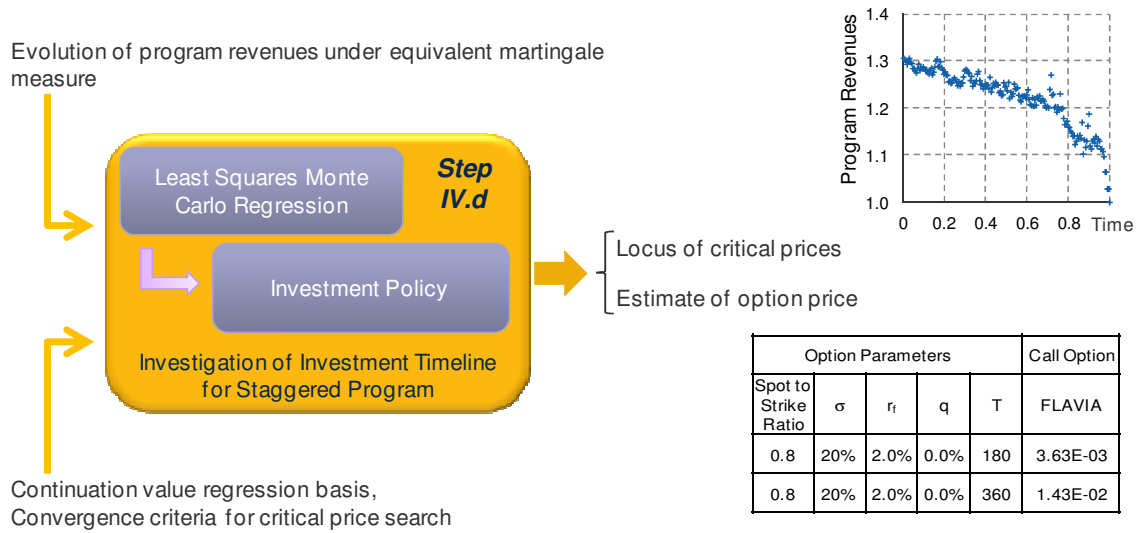 Evolution of program revenues under equivalent martingale
measure
Least Squares Monte
Carlo Regression
Step
IV.d
Investment Policy
Investigation of Investment Timeline
for Staggered Program
Continuation value regression basis,
Convergence criteria for critical price search
Locus of critical prices
Estimate of option price
Program Revenues
1.4
1.3
1.2
1.1
1.0
0 0.2 0.4 0.6 0.8 Time
Option Parameters Call Option
Spot to
Strike
Ratio σ rf q T FLAVIA
0.8 20% 2.0% 0.0% 180 3.63E-03
0.8 20% 2.0% 0.0% 360 1.43E-02